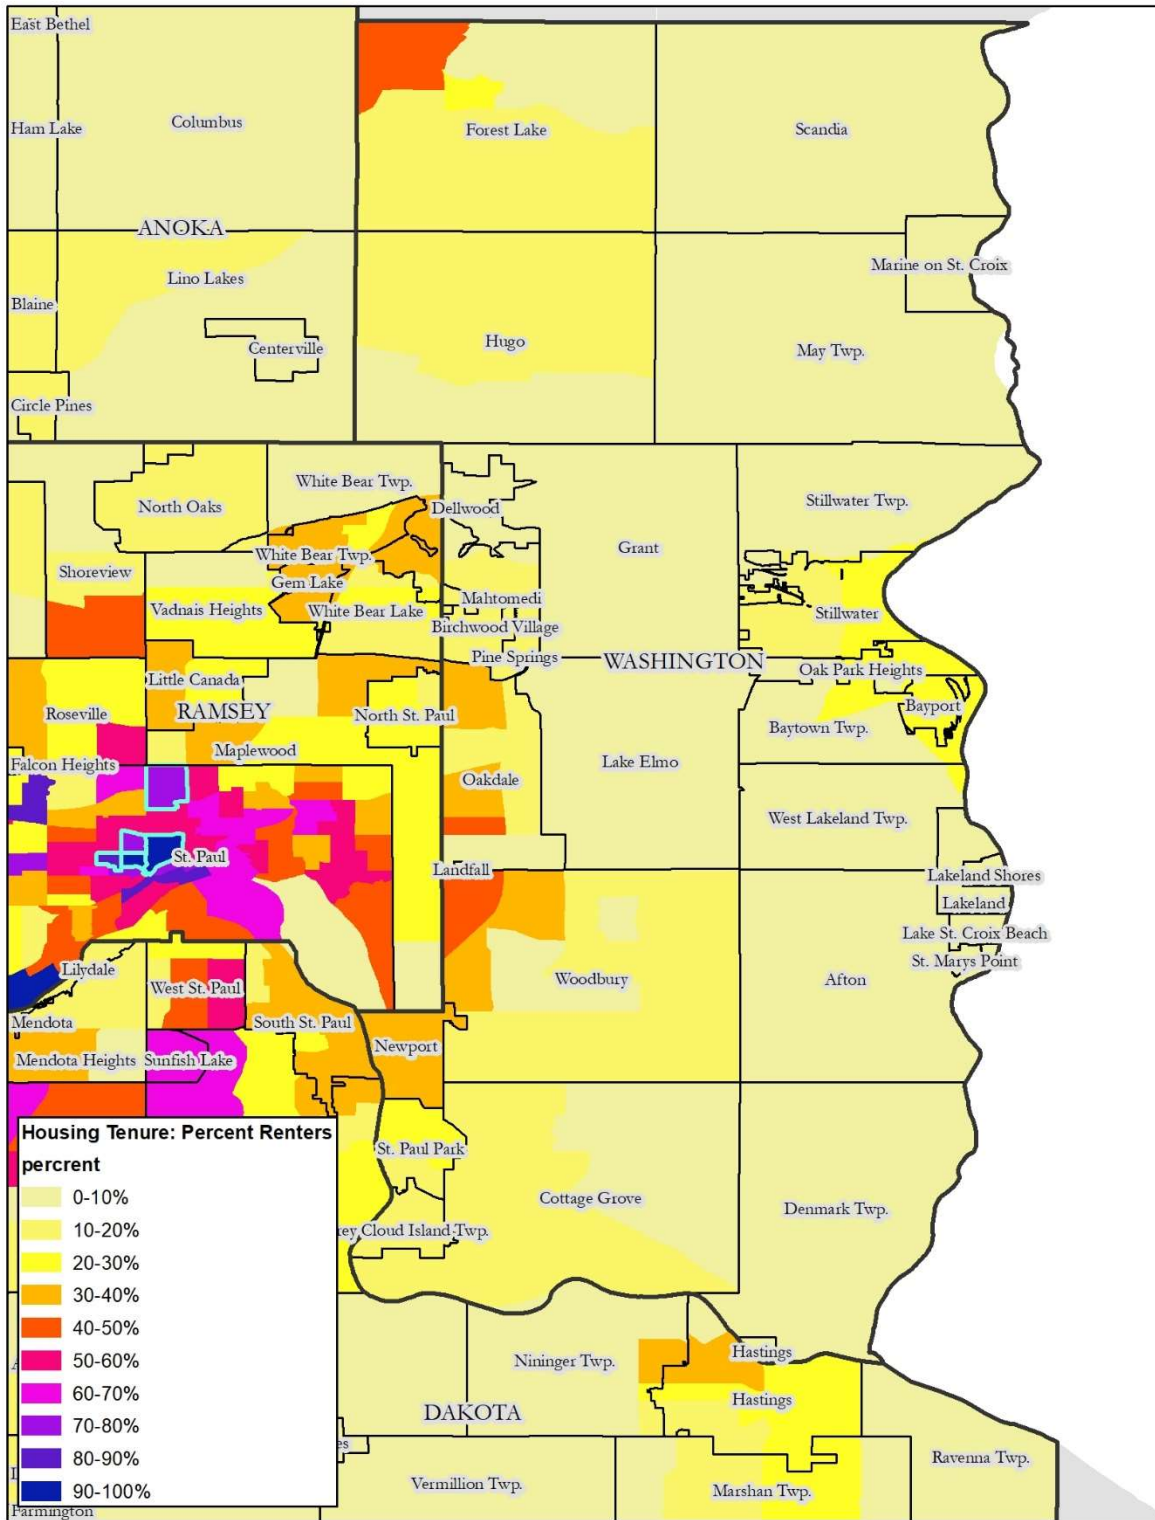 East Bethel
Ham Lake
Columbus
Forest Lake
Scandia
ANOKA
Lino Lakes
Marine on St. Croix
Blaine
Hugo
Centerville
May Twp.
Circle Pines
White Bear Twp.
North Oaks
Dellwood
Stillwater Twp.
Grant
White Bear Twp.
Shoreview
Gem Lake
Mahtomedi
Vadnais Heights
White Bear Lake
Stillwater
Birchwood Village
Pine Springs
WASHINGTON
Oak Park Heights
Little Canada
Roseville
RAMSEY
North St. Paul
Bayport
Baytown Twp.
Maplewood
Falcon Heights
Lake Elmo
Oakdale
West Lakeland Twp.
St. Paul
Landfall
Lakeland Shores
Lakeland
Lake St. Croix Beach
St. Marys Point
Lilydale
West St. Paul
Woodbury
Afton
Mendota
South St. Paul
Newport
Mendota Heights
Sunfish Lake
Housing Tenure: Percent Renters
percrent
0-10%
10-20%
20-30%
30-40%
40-50%
50-60%
60-70%
70-80%
80-90%
90-100%
St. Paul Park
Cottage Grove
Denmark Twp.
rey Cloud Island Twp.
Nininger Twp.
Hastings
Hastings
DAKOTA
es
Ravenna Twp.
Vermillion Twp.
Marshan Twp.
Farmington